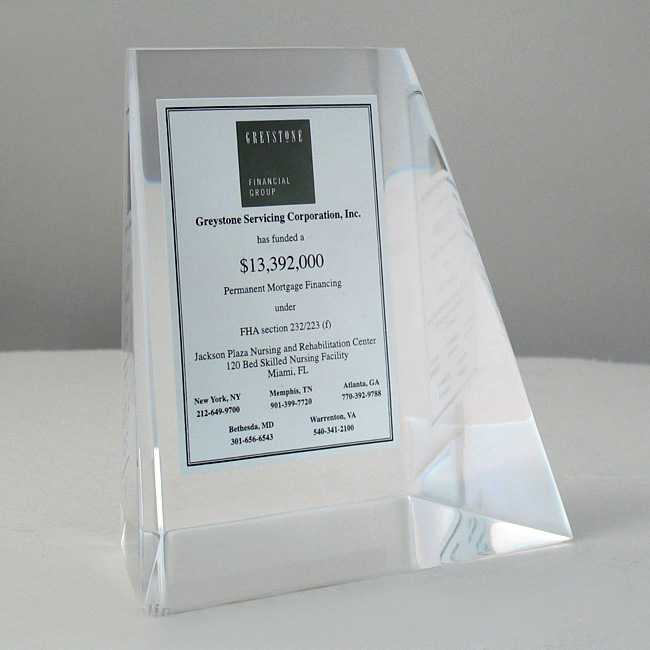 GREYSTONE
FINANCIAL
GROUP
Greystone Servicing Corporation, Inc.
has funded a
$13,392,000
Permanent Mortgage Financing
under
FHA section 232/223 (f)
Jackson Plaza Nursing and Rehabilitation Center
120 Bed Skilled Nursing Facility
Miami, FL
New York, NY Memphis, TN Atlanta, GA
212-649-9700 901-399-7720 770-392-9788
Bethesda, MD Warrenton, VA
301-656-6543 540-341-2100